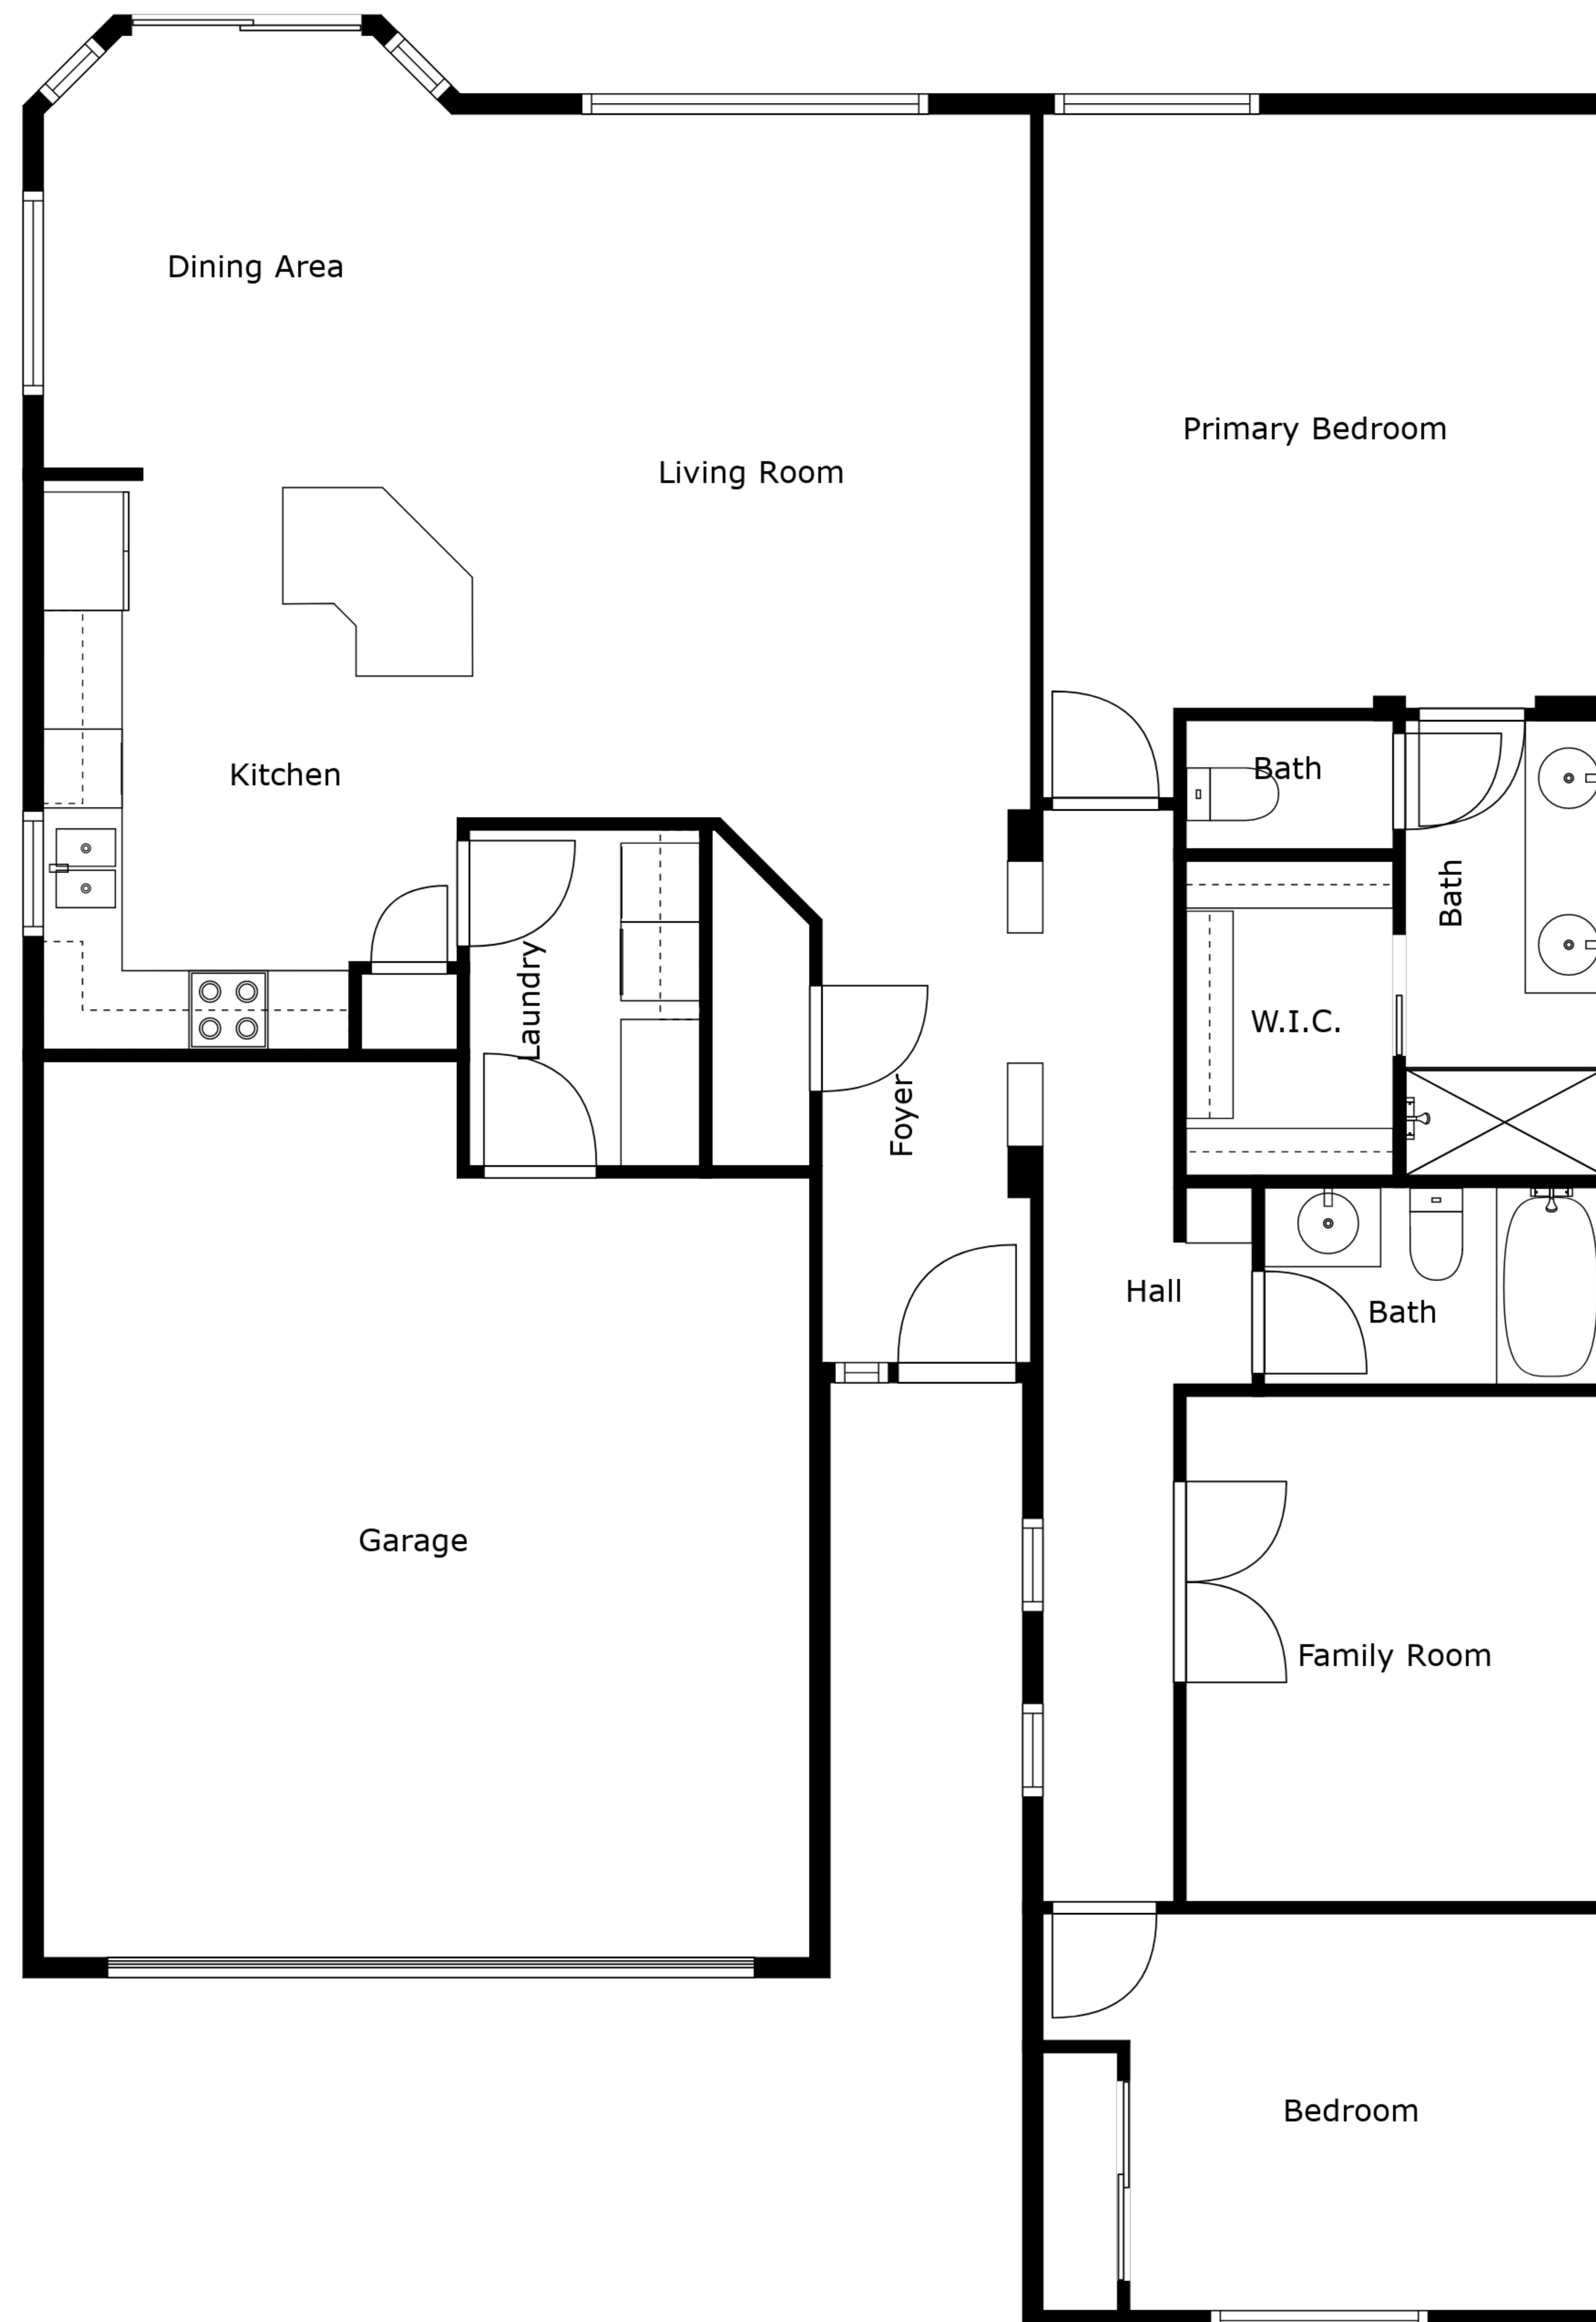 Dining Area
Primary Bedroom
Living Room
Bath
Kitchen
Bath
Laundry
W.I.C.
Foyer
Hall
Bath
Garage
Family Room
Bedroom